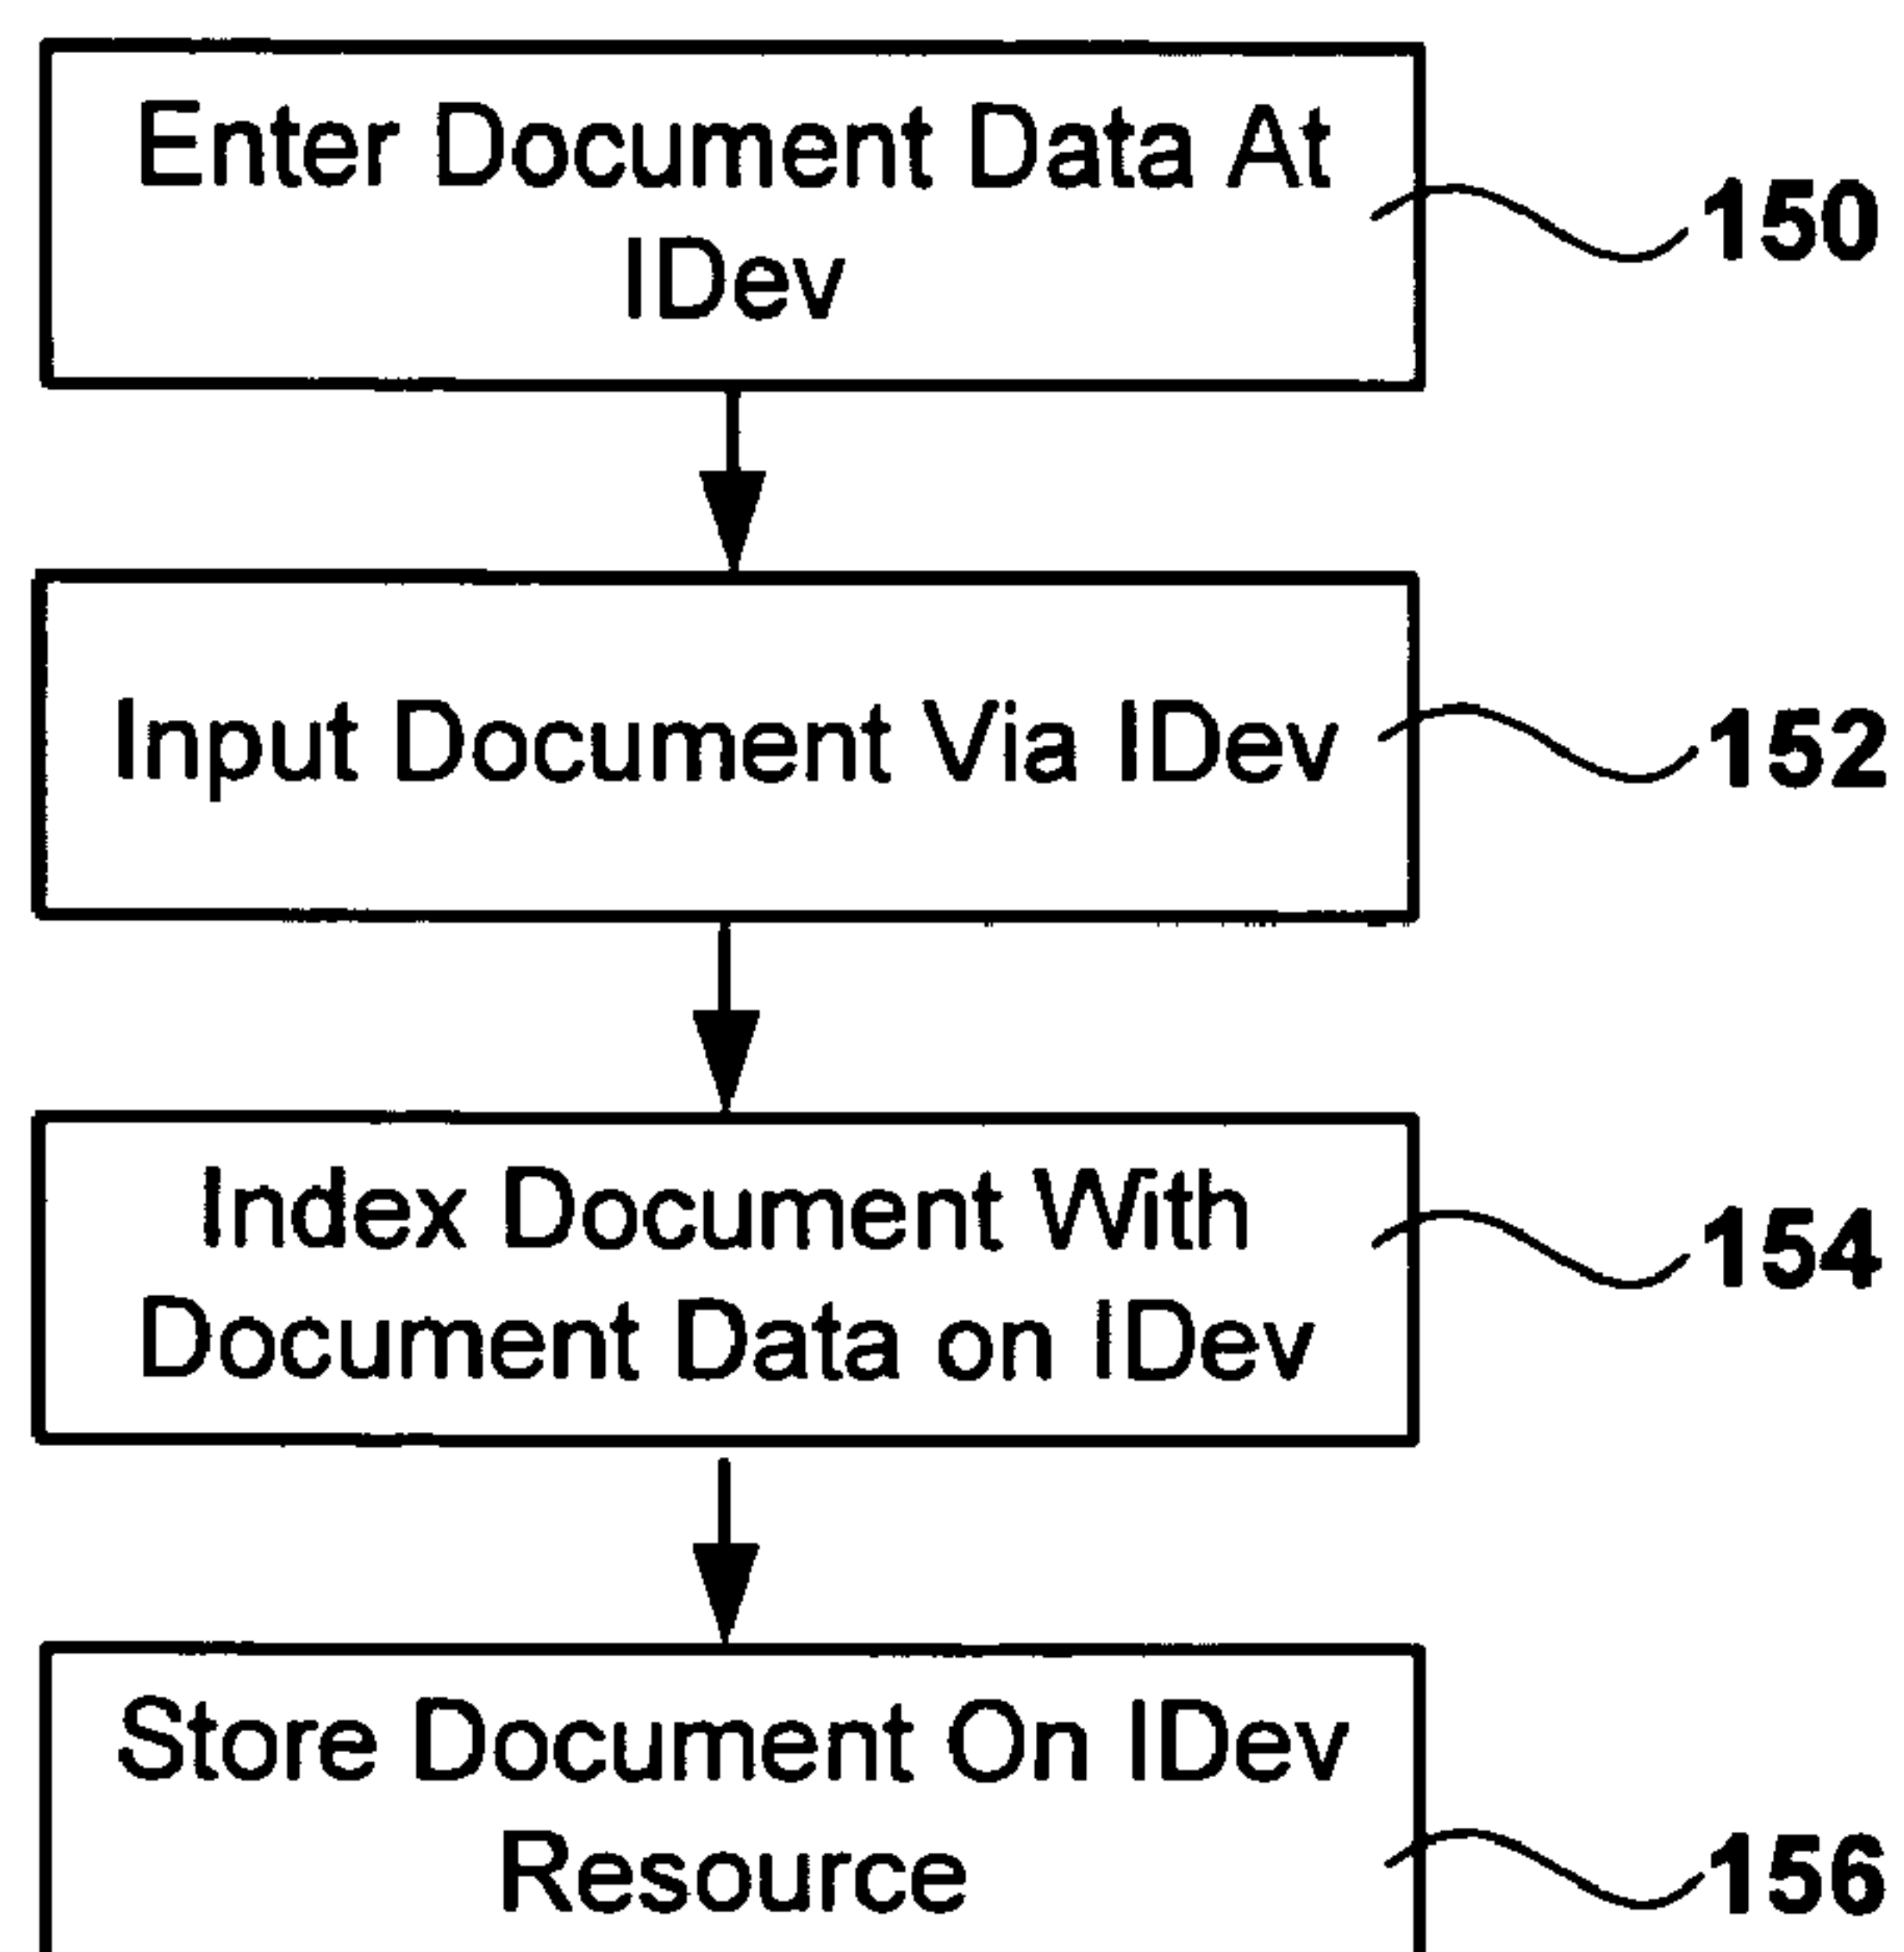 Enter Document Data At
IDev
150
Input Document Via IDev
152
Index Document With
Document Data on IDev
154
Store Document On IDev
Resource
156